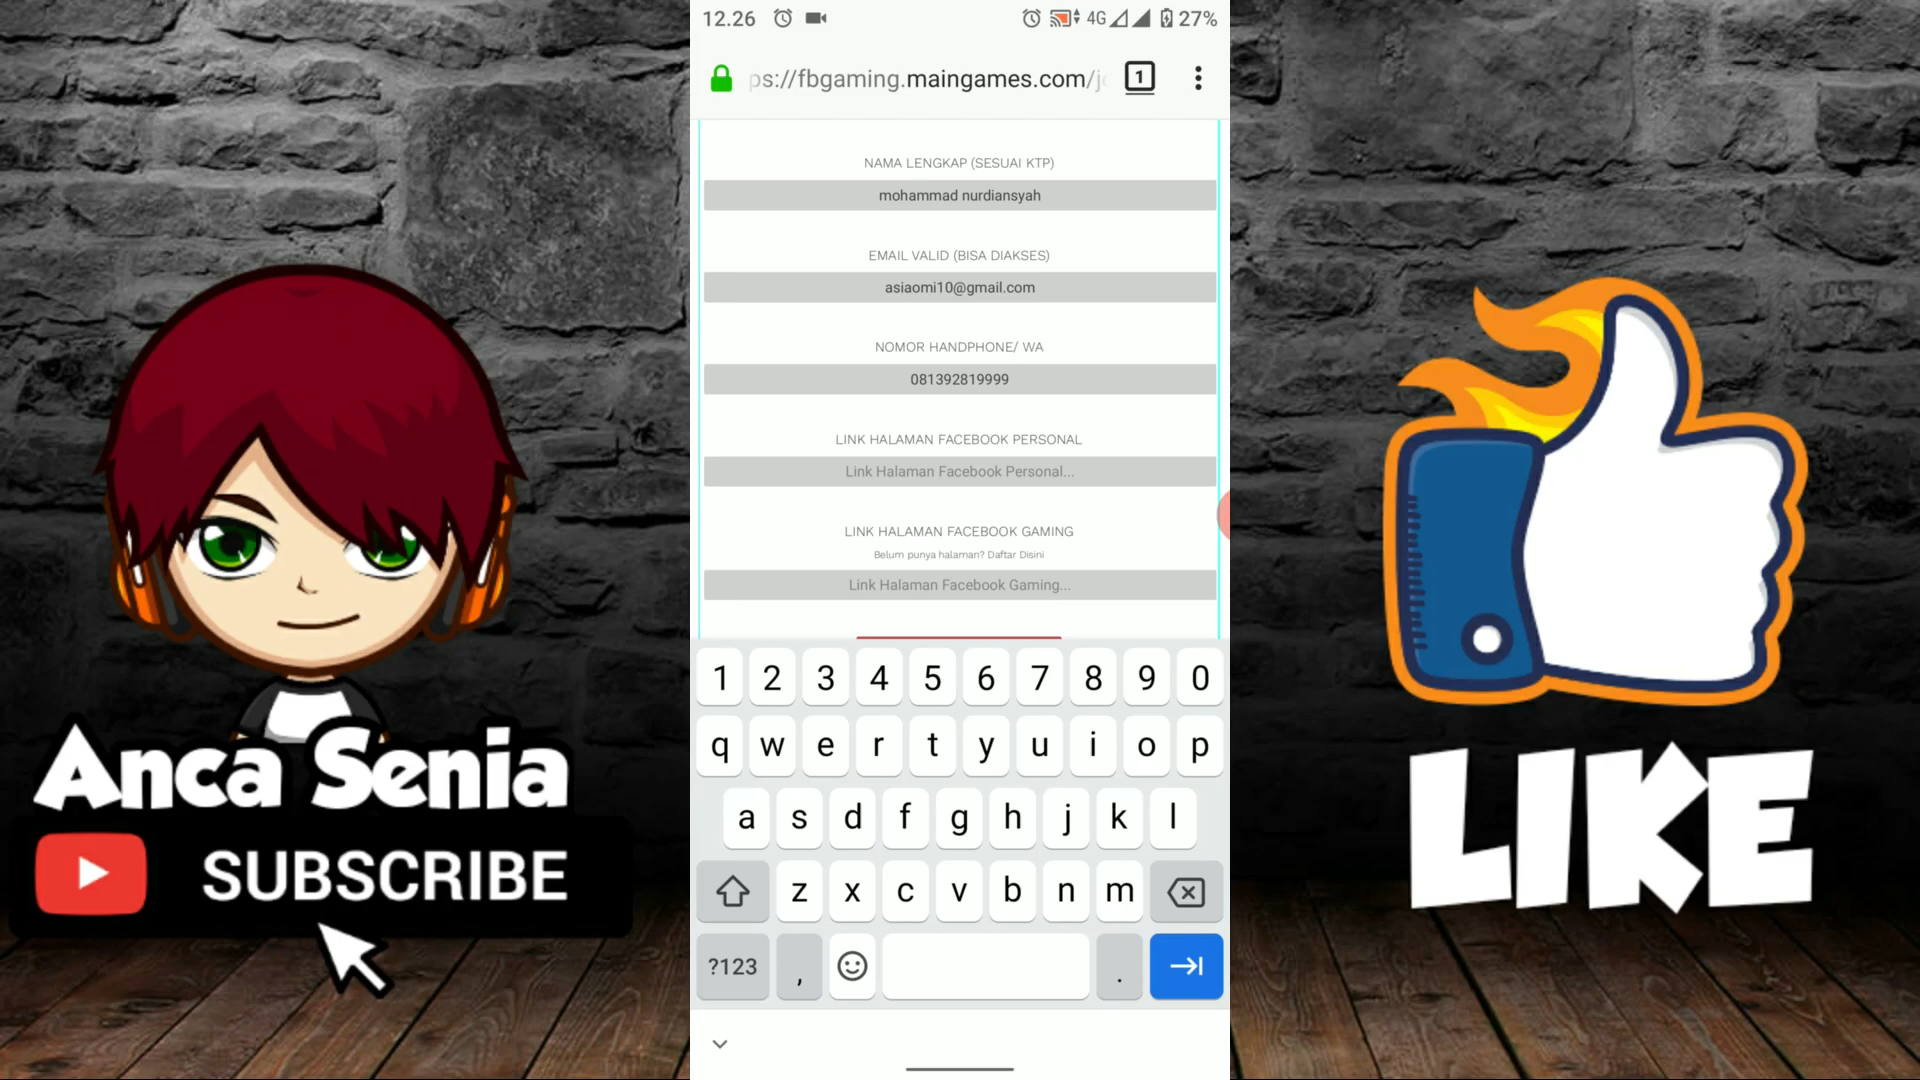 12.26
4G
27%
ps://fbgaming.maingames.com/j
1
NAMA LENGKAP (SESUAI KTP)
mohammad nurdiansyah
EMAIL VALID (BISA DIAKSES)
asiaomi10@gmail.com
NOMOR HANDPHONE/ WA
081392819999
LINK HALAMAN FACEBOOK PERSONAL
Link Halaman Facebook Personal...
LINK HALAMAN FACEBOOK GAMING
Belum punya halaman? Daftar Disini
Link Halaman Facebook Gaming...
1 2 3 4 5 6 7 8 9 0
q w e r t y u i o p
a s d f g h j k l
z x c v b n m
?123 , .
Anca Senia
SUBSCRIBE
LIKE